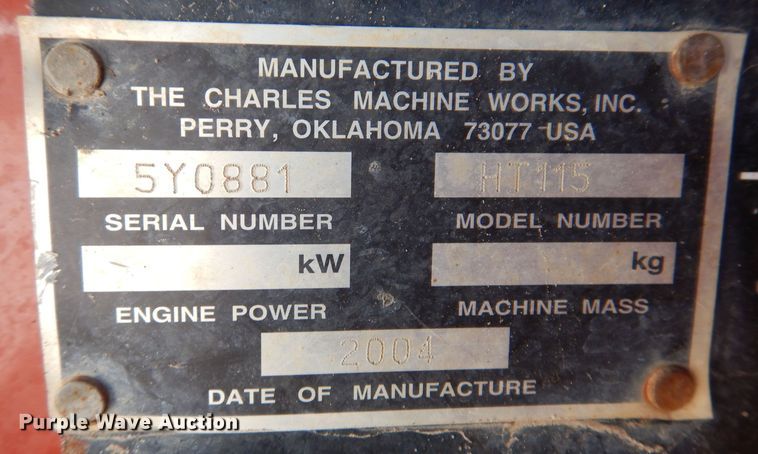 MANUFACTURED BY
THE CHARLES MACHINE WORKS, INC.
PERRY, OKLAHOMA 73077 USA
5Y0881 HT115
SERIAL NUMBER MODEL NUMBER
kW kg
ENGINE POWER MACHINE MASS
2004
DATE OF MANUFACTURE
Purple Wave Auction